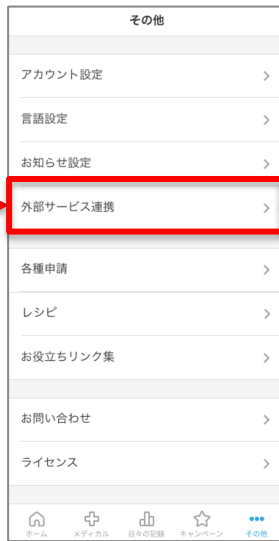 その他
アカウント設定
言語設定
お知らせ設定
外部サービス連携
各種申請
レシピ
お役立ちリンク集
お問い合わせ
ライセンス
ホーム
メディカル
日々の記録
キャンペーン
その他